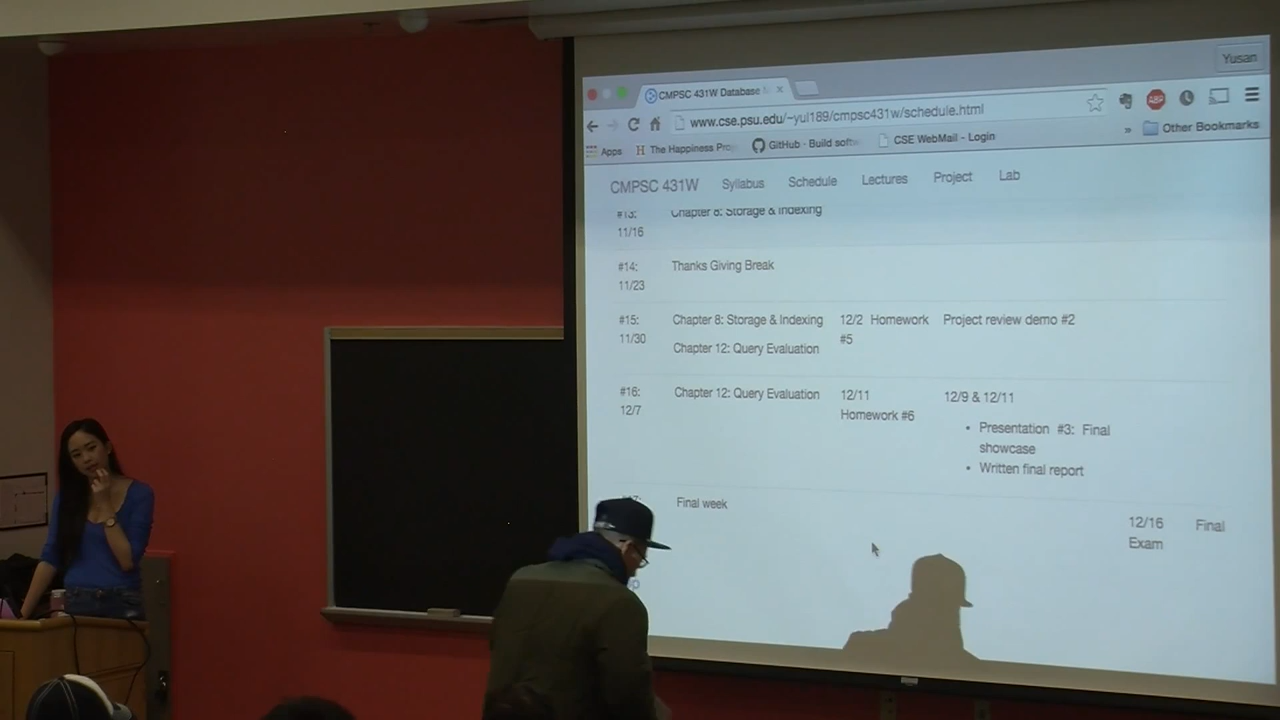 Yusan
CMPSC 431W Database
www.cse.psu.edu/~yul189/cmpsc431w/schedule.html
ABP
Apps H The Happiness Pro GitHub - Build softw CSE WebMail - Login » Other Bookmarks
CMPSC 431W Syllabus Schedule Lectures Project Lab
#13: Chapter 8: Storage & Indexing
11/16
#14: Thanks Giving Break
11/23
#15: Chapter 8: Storage & Indexing 12/2 Homework Project review demo #2
11/30 #5
Chapter 12: Query Evaluation
#16: Chapter 12: Query Evaluation 12/11 12/9 & 12/11
12/7 Homework #6
• Presentation #3: Final
showcase
• Written final report
Final week
12/16 Final
Exam